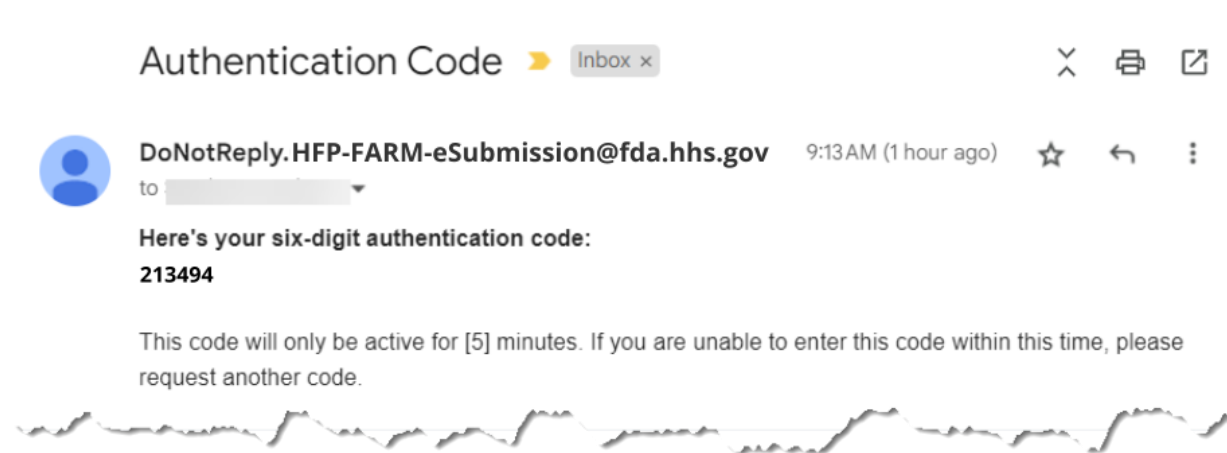 Authentication Code Inbox ×
DoNotReply.HFP-FARM-eSubmission@fda.hhs.gov 9:13 AM (1 hour ago)
to
Here's your six-digit authentication code:
213494
This code will only be active for [5] minutes. If you are unable to enter this code within this time, please
request another code.